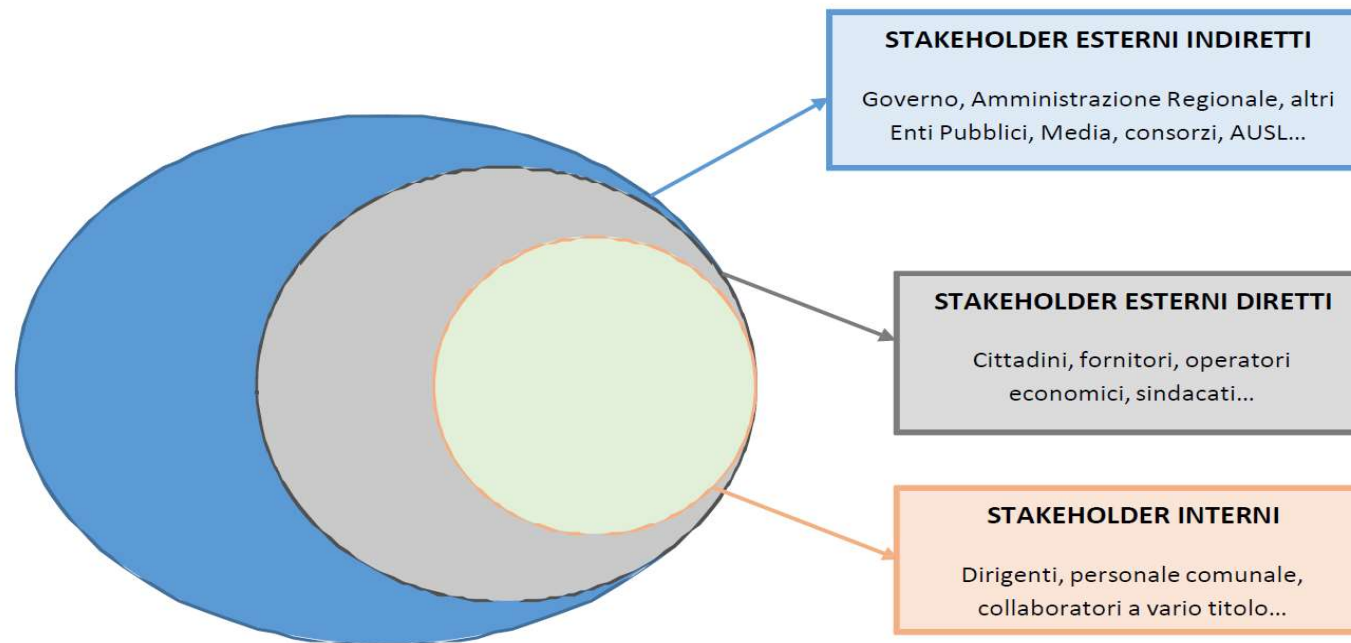 STAKEHOLDER ESTERNI INDIRETTI
Governo, Amministrazione Regionale, altri
Enti Pubblici, Media, consorzi, AUSL...
STAKEHOLDER ESTERNI DIRETTI
Cittadini, fornitori, operatori
economici, sindacati...
STAKEHOLDER INTERNI
Dirigenti, personale comunale,
collaboratori a vario titolo...